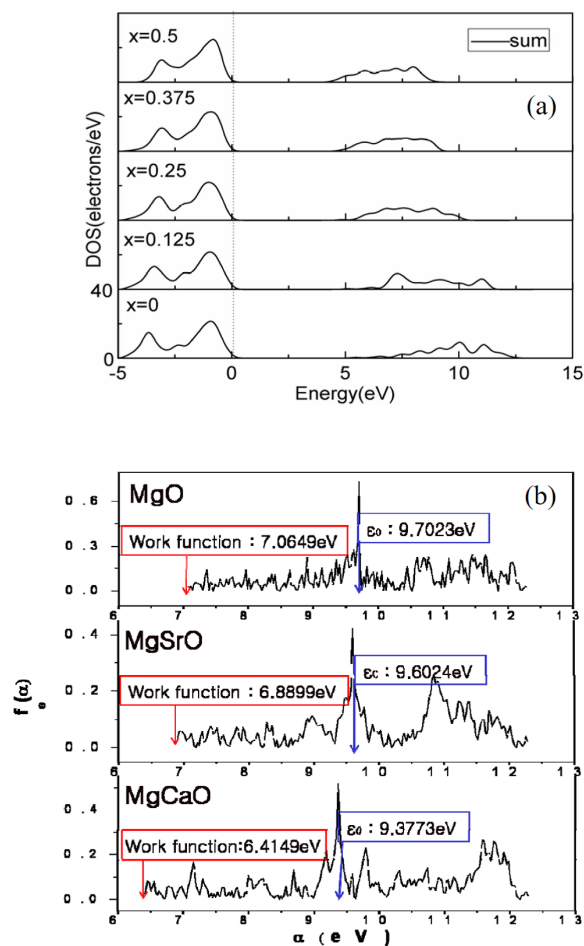 x=0.5
sum
x=0.375
(a)
DOS(electrons/eV)
x=0.25
x=0.125
40
x=0
0
-5 0 5 10 15
Energy(eV)
MgO
(b)
0.6
Work function : 7.0649eV
ε₀ : 9.7023eV
0.3
0.0
6 7 8 9 10 11 12 13
MgSrO
0.4
εc : 9.6024eV
Work function : 6.8899eV
0.2
0.0
f (α)
e
6 7 8 9 10 11 12 13
MgCaO
0.4
Work function:6.4149eV
ε₀ : 9.3773eV
0.2
0.0
6 7 8 9 10 11 12 13
α (e V)